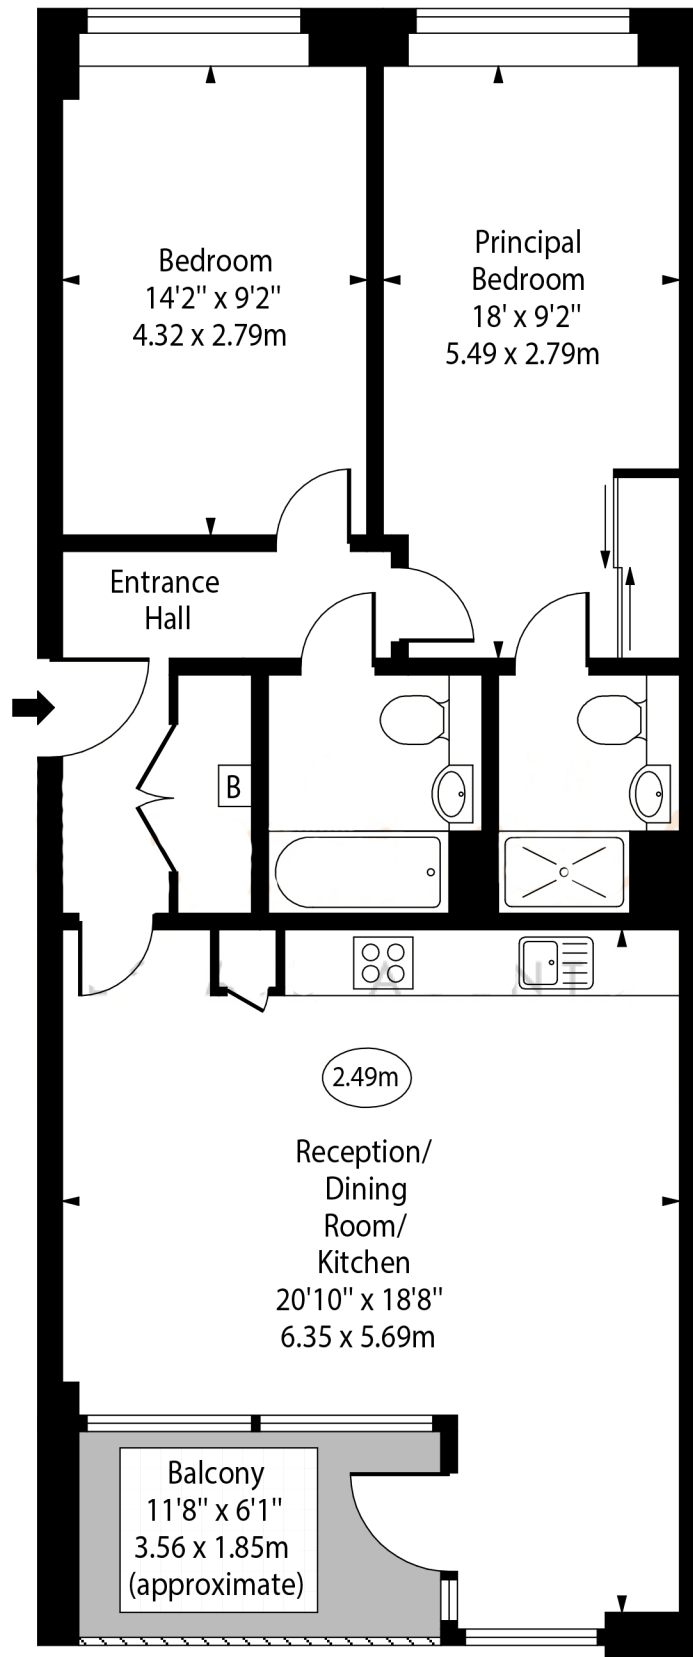 Bedroom
14'2" x 9'2"
4.32 x 2.79m
Principal
Bedroom
18' x 9'2"
5.49 x 2.79m
Entrance
Hall
B
2.49m
Reception/
Dining
Room/
Kitchen
20'10" x 18'8"
6.35 x 5.69m
Balcony
11'8" x 6'1"
3.56 x 1.85m
(approximate)